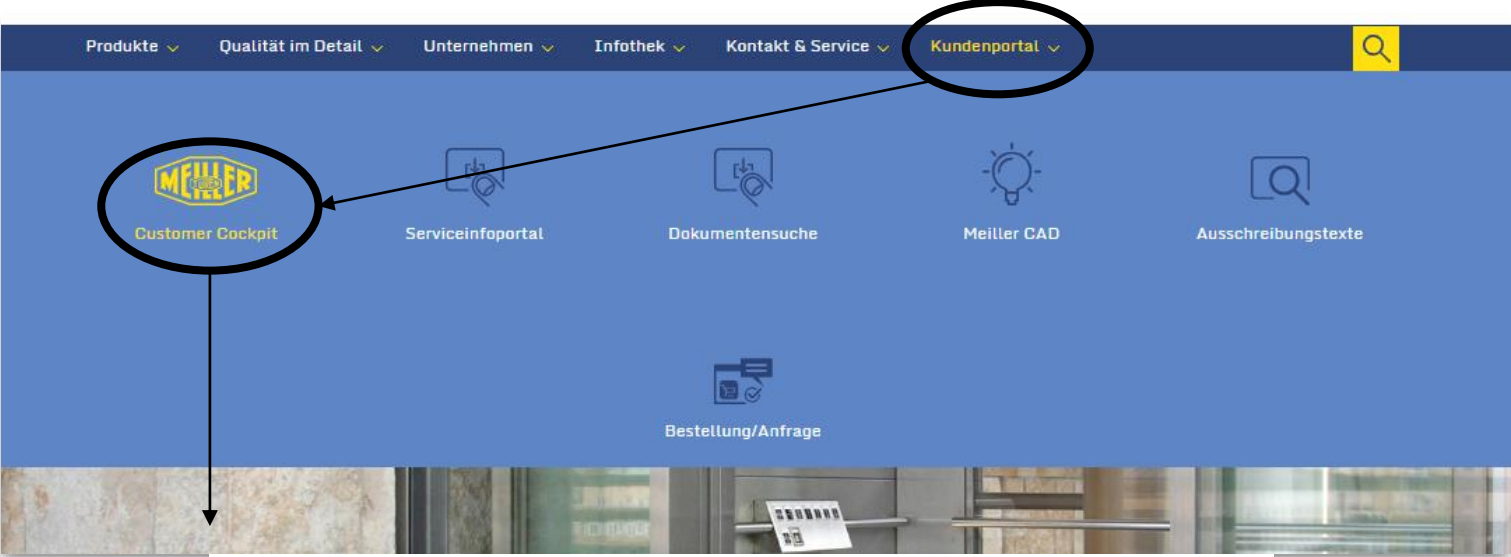 Produkte Qualität im Detail Unternehmen Infothek Kontakt & Service Kundenportal
MEILLER
Customer Cockpit Serviceinfoportal Dokumentensuche Meiller CAD Ausschreibungstexte
Bestellung/Anfrage